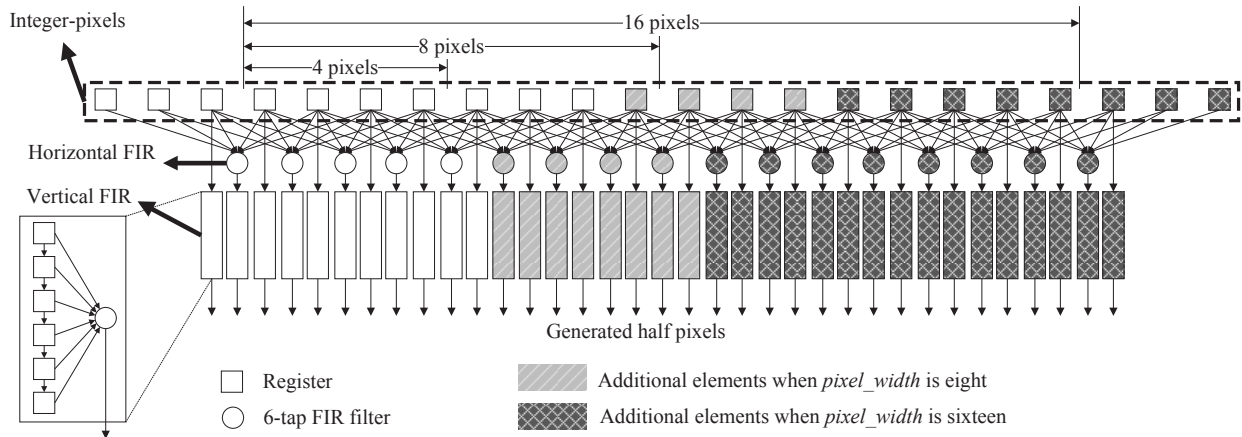 Integer-pixels
16 pixels
8 pixels
4 pixels
Horizontal FIR
Vertical FIR
Generated half pixels
Register
Additional elements when pixel_width is eight
6-tap FIR filter
Additional elements when pixel_width is sixteen